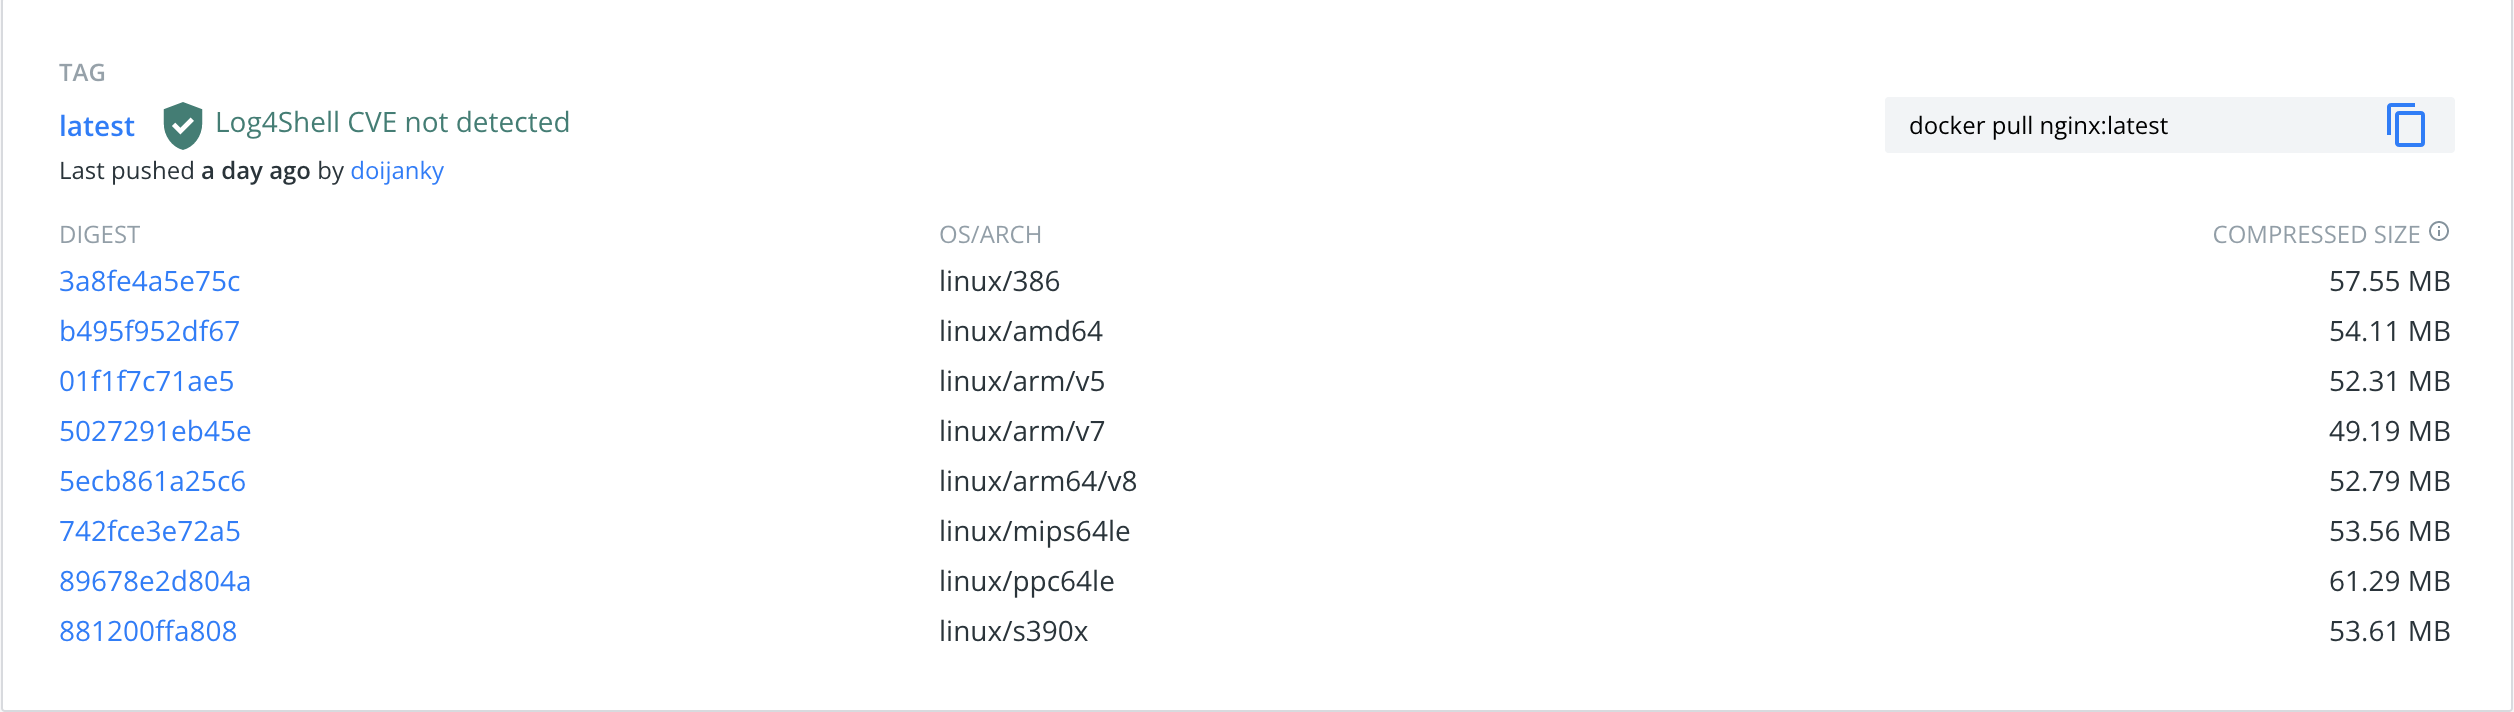 TAG
latest Log4Shell CVE not detected
docker pull nginx:latest
Last pushed a day ago by doijanky
DIGEST OS/ARCH COMPRESSED SIZE
3a8fe4a5e75c linux/386 57.55 MB
b495f952df67 linux/amd64 54.11 MB
01f1f7c71ae5 linux/arm/v5 52.31 MB
5027291eb45e linux/arm/v7 49.19 MB
5ecb861a25c6 linux/arm64/v8 52.79 MB
742fce3e72a5 linux/mips64le 53.56 MB
89678e2d804a linux/ppc64le 61.29 MB
881200ffa808 linux/s390x 53.61 MB